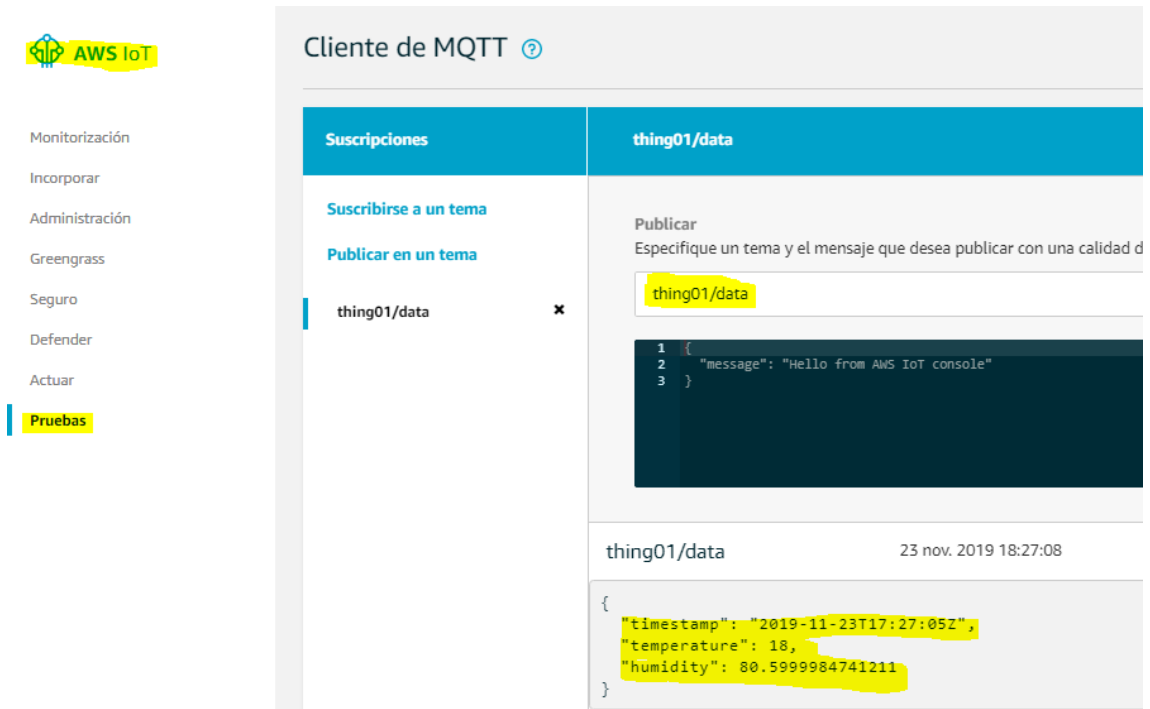 AWS IoT
Monitorización
Incorporar
Administración
Greengrass
Seguro
Defender
Actuar
Pruebas
Cliente de MQTT ?
Suscripciones
Suscribirse a un tema
Publicar en un tema
thing01/data ×
thing01/data
Publicar
Especifique un tema y el mensaje que desea publicar con una calidad d
thing01/data
1 {
2 "message": "Hello from AWS IoT console"
3 }
thing01/data 23 nov. 2019 18:27:08
{
"timestamp": "2019-11-23T17:27:05Z",
"temperature": 18,
"humidity": 80.5999984741211
}